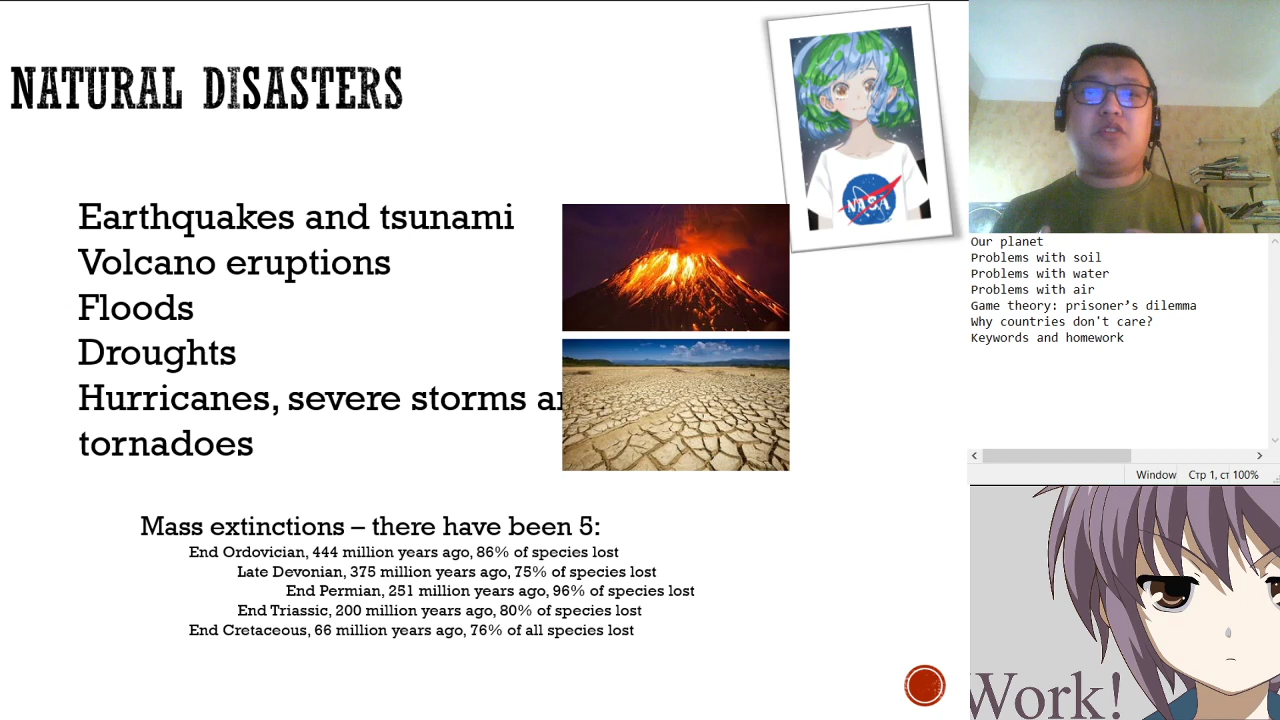 NATURAL DISASTERS
NASA
Earthquakes and tsunami
Volcano eruptions
Floods
Droughts
Hurricanes, severe storms
tornadoes
Mass extinctions – there have been 5:
End Ordovician, 444 million years ago, 86% of species lost
Late Devonian, 375 million years ago, 75% of species lost
End Permian, 251 million years ago, 96% of species lost
End Triassic, 200 million years ago, 80% of species lost
End Cretaceous, 66 million years ago, 76% of all species lost
Our planet
Problems with soil
Problems with water
Problems with air
Game theory: prisoner’s dilemma
Why countries don't care?
Keywords and homework
Window Стр 1, ст 100%
Work!